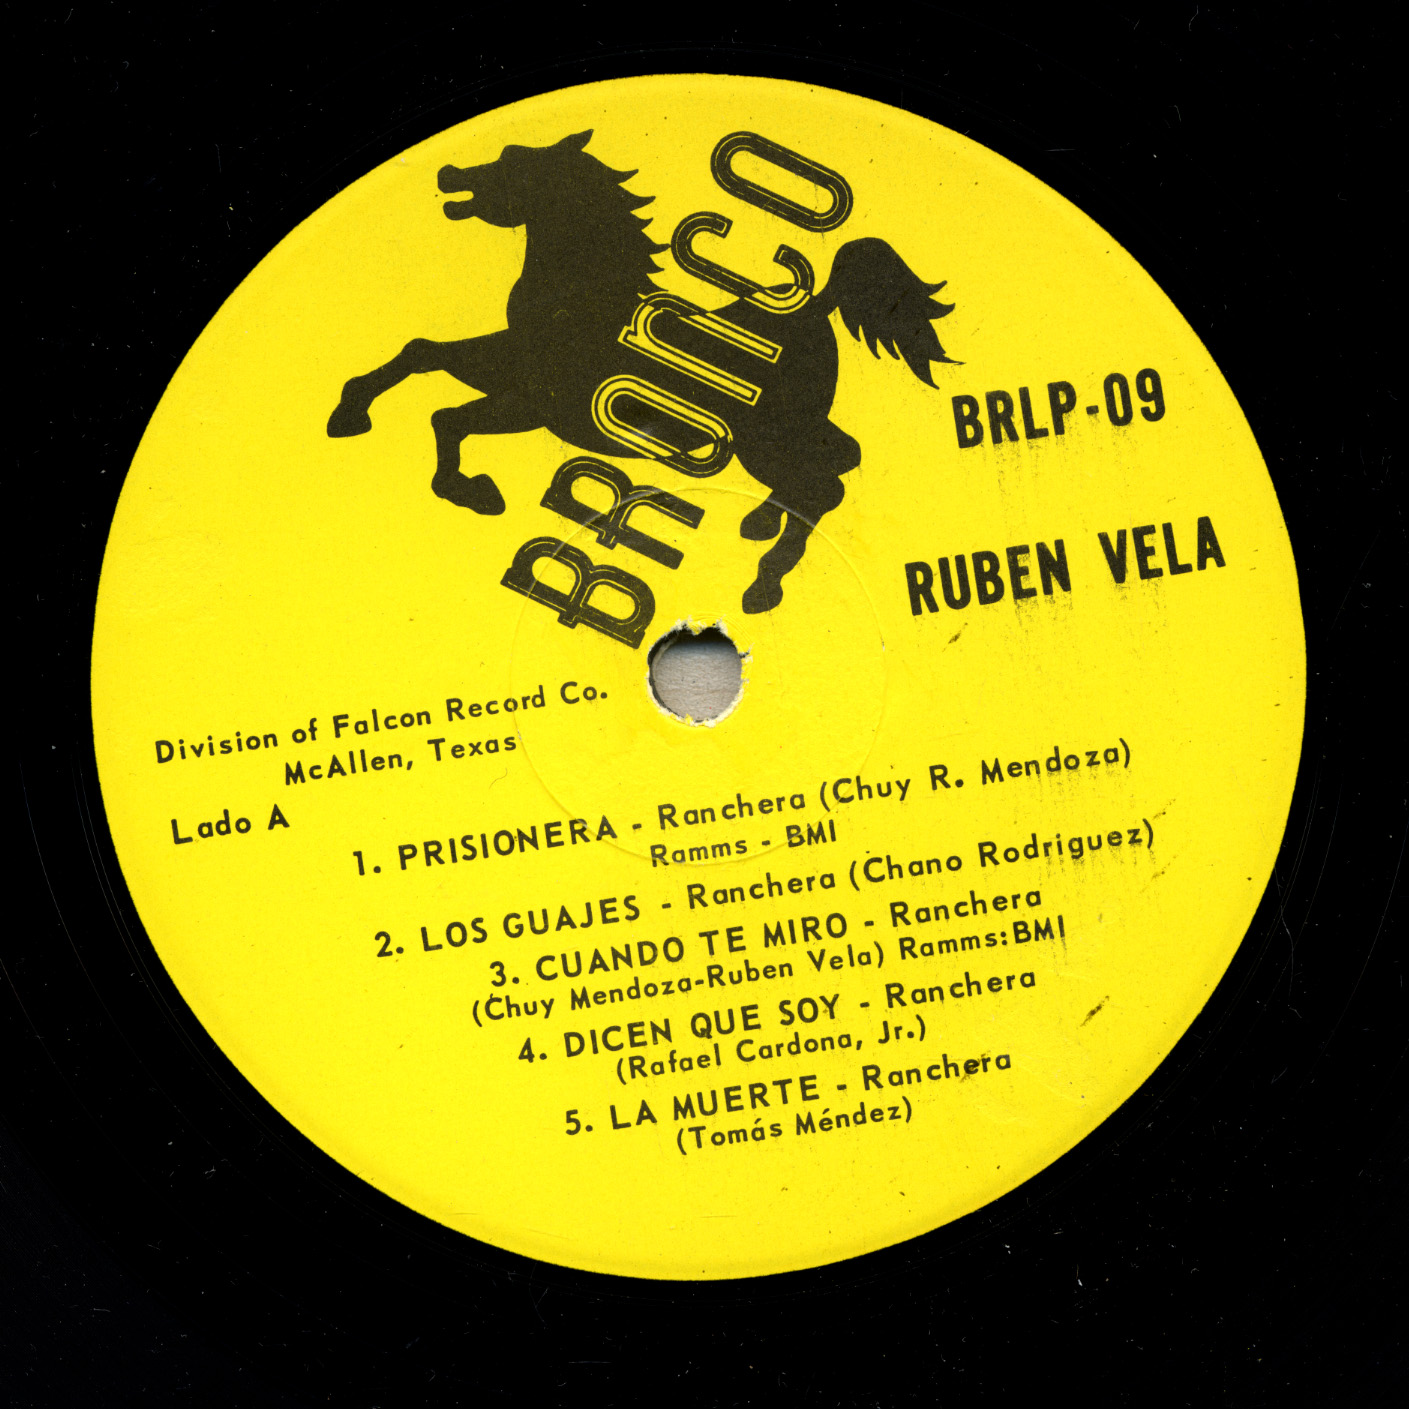 BRONCO
BRLP-09
RUBEN VELA
Division of Falcon Record Co.
McAllen, Texas
Lado A
1. PRISIONERA - Ranchera (Chuy R. Mendoza)
Ramms - BMI
2. LOS GUAJES - Ranchera (Chano Rodriguez)
3. CUANDO TE MIRO - Ranchera
(Chuy Mendoza-Ruben Vela) Ramms:BMI
4. DICEN QUE SOY - Ranchera
(Rafael Cardona, Jr.)
5. LA MUERTE - Ranchera
(Tomás Méndez)